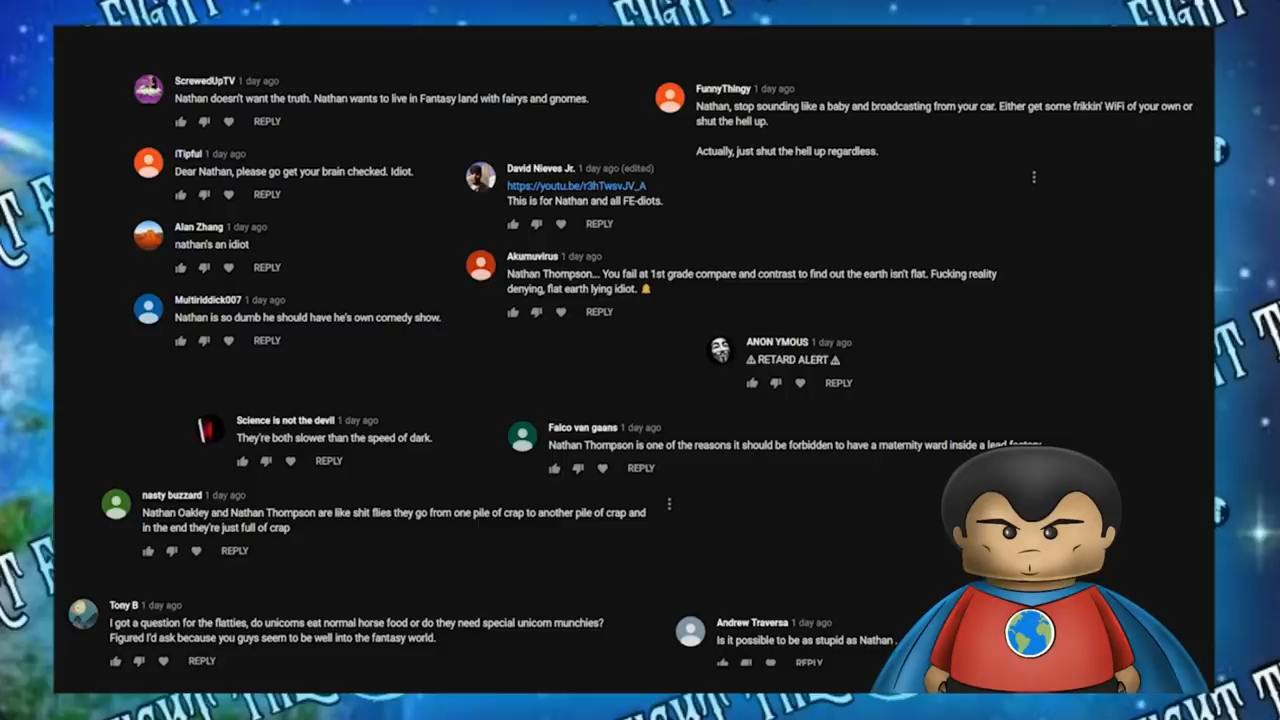 ScrewedUpTV 1 day ago
Nathan doesn't want the truth. Nathan wants to live in Fantasy land with fairys and gnomes.
REPLY
FunnyThingy 1 day ago
Nathan, stop sounding like a baby and broadcasting from your car. Either get some frikkin' WiFi of your own or
shut the hell up.
Actually, just shut the hell up regardless.
iTipful 1 day ago
Dear Nathan, please go get your brain checked. Idiot.
REPLY
David Nieves Jr. 1 day ago (edited)
https://youtu.be/r3hTwsvJV_A
This is for Nathan and all FE-diots.
REPLY
Alan Zhang 1 day ago
nathan's an idiot
REPLY
Akumuvirus 1 day ago
Nathan Thompson... You fail at 1st grade compare and contrast to find out the earth isn't flat. Fucking reality
denying, flat earth lying idiot. 🔔
REPLY
Multiriddick007 1 day ago
Nathan is so dumb he should have he's own comedy show.
REPLY
ANON YMOUS 1 day ago
⚠ RETARD ALERT ⚠
REPLY
Science is not the devil 1 day ago
They're both slower than the speed of dark.
REPLY
Falco van gaans 1 day ago
Nathan Thompson is one of the reasons it should be forbidden to have a maternity ward inside a lead factory
REPLY
nasty buzzard 1 day ago
Nathan Oakley and Nathan Thompson are like shit flies they go from one pile of crap to another pile of crap and
in the end they're just full of crap
REPLY
Tony B 1 day ago
I got a question for the flatties, do unicorns eat normal horse food or do they need special unicorn munchies?
Figured I'd ask because you guys seem to be well into the fantasy world.
REPLY
Andrew Traversa 1 day ago
Is it possible to be as stupid as Nathan
REPLY